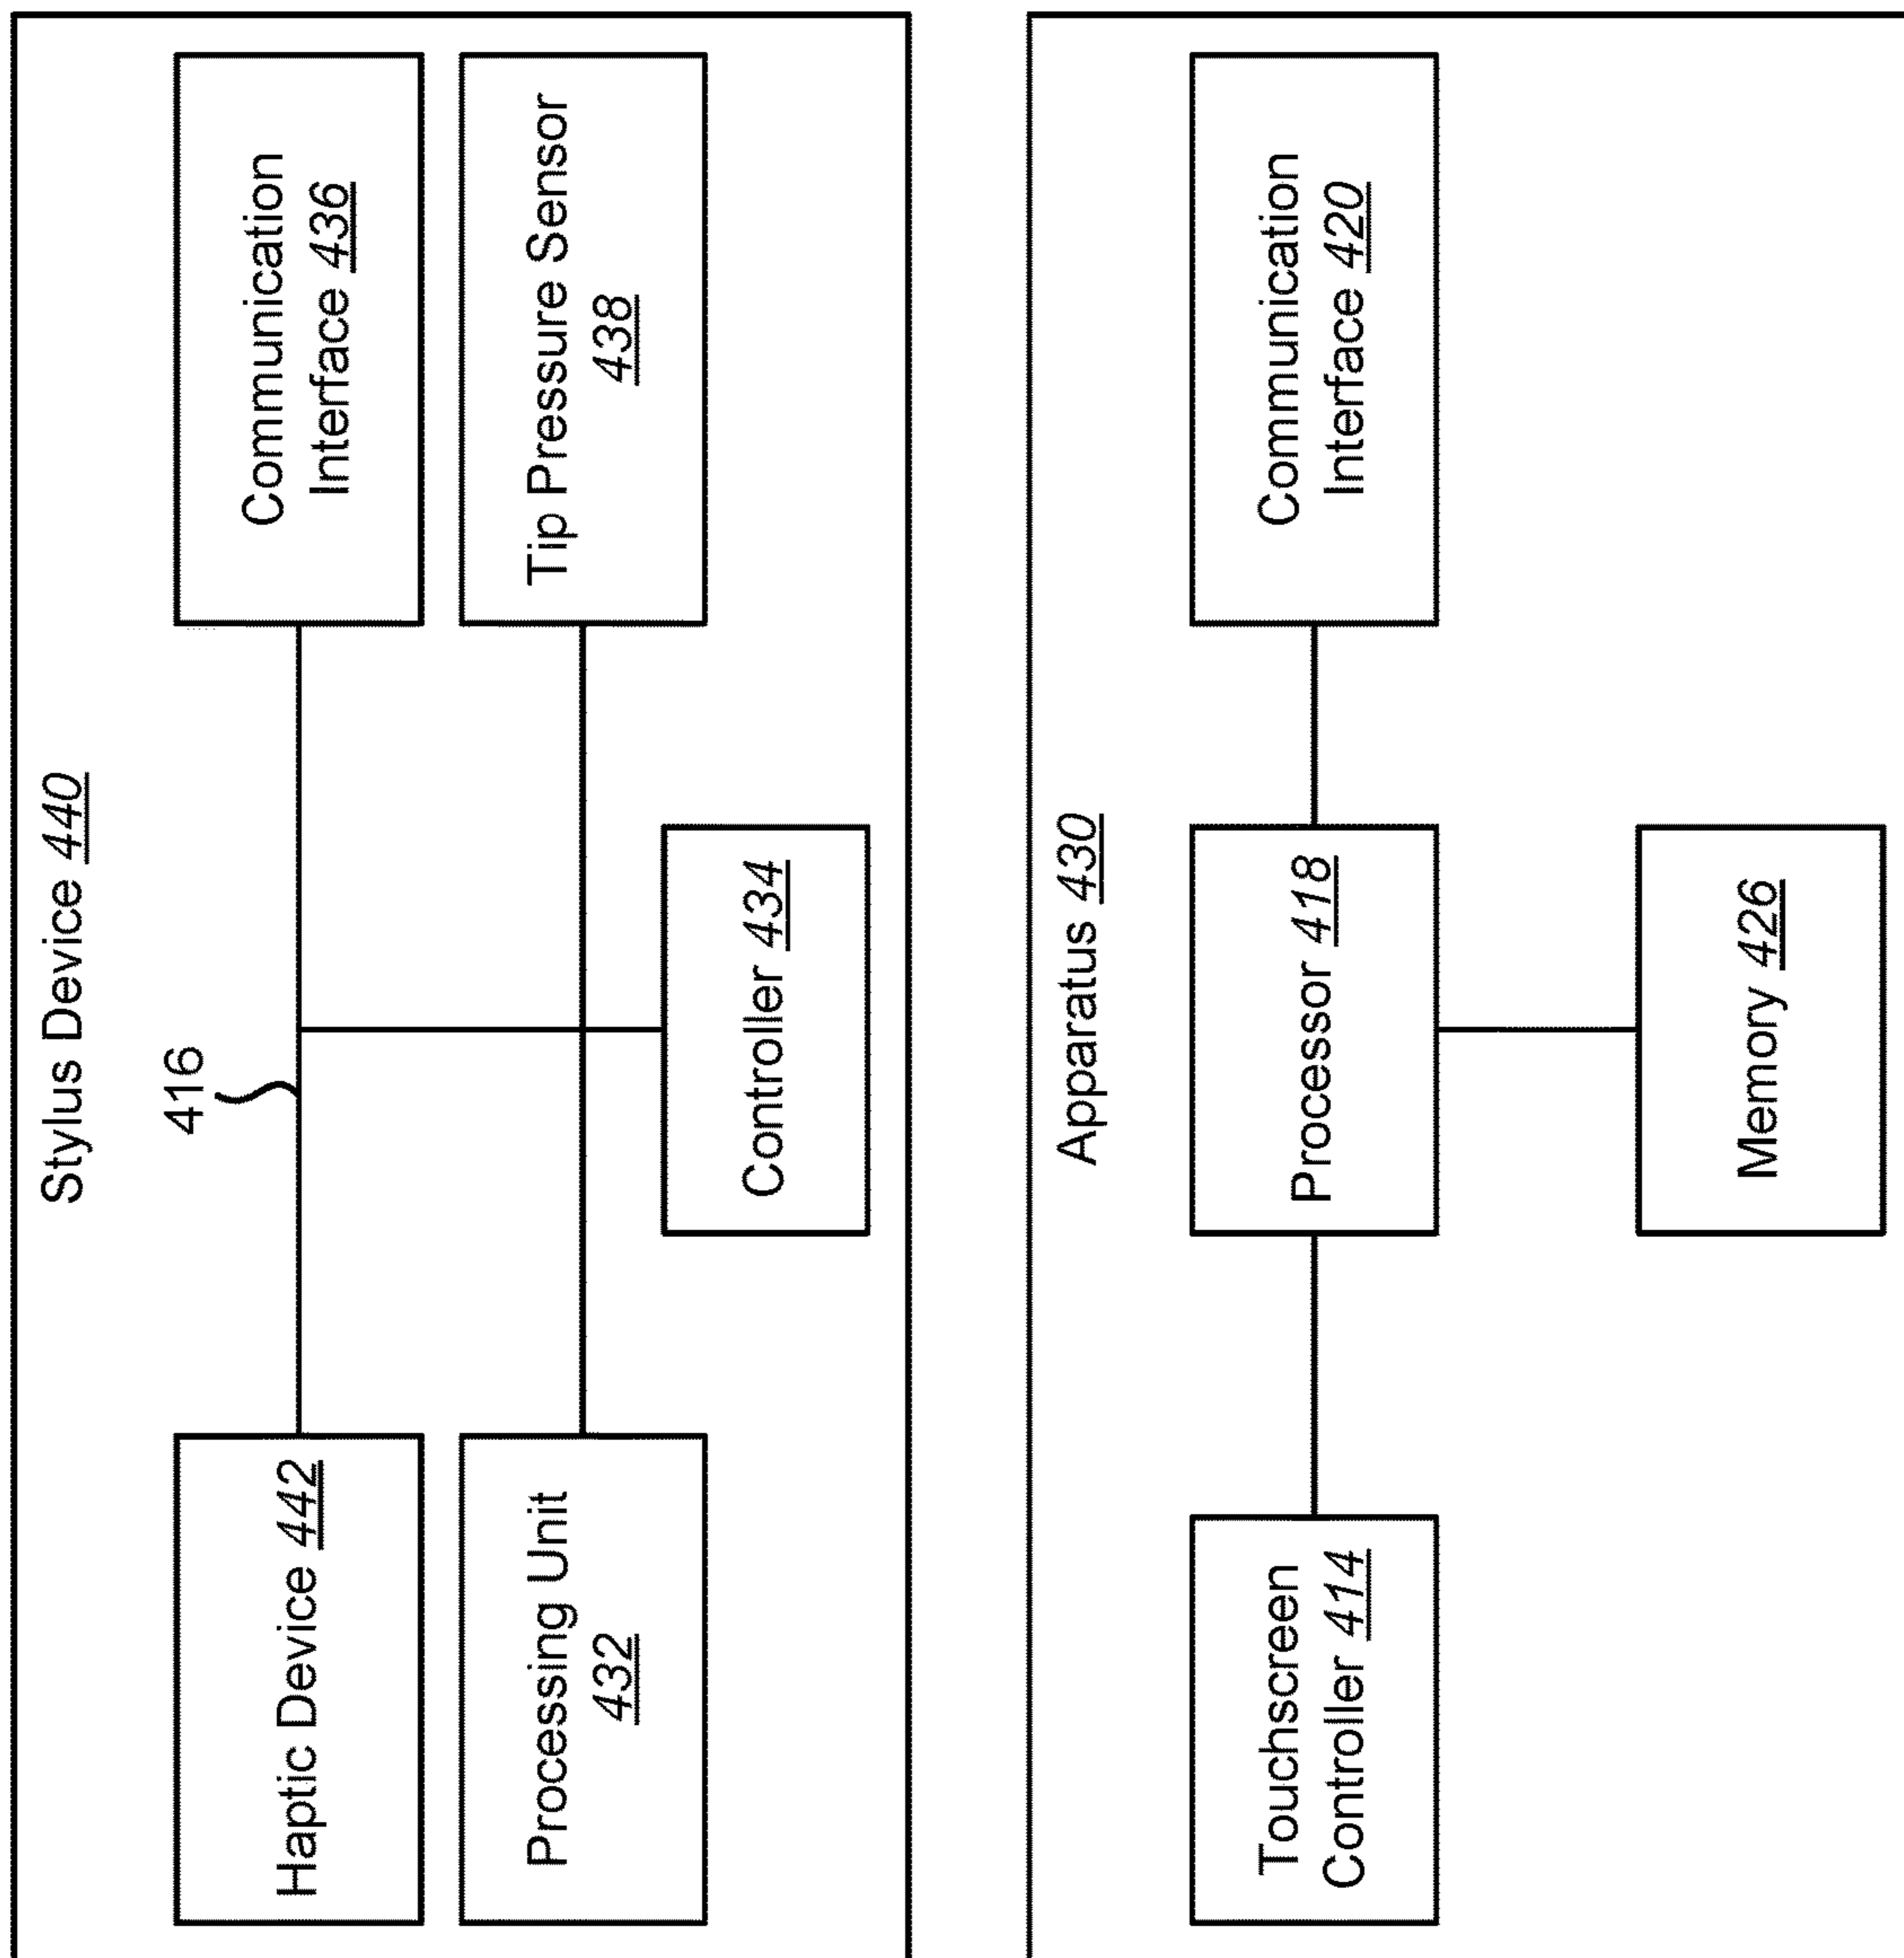 Stylus Device 440
416
Haptic Device 442
Communication
Interface 436
Processing Unit
432
Tip Pressure Sensor
438
Controller 434
Apparatus 430
Touchscreen
Controller 414
Processor 418
Communication
Interface 420
Memory 426